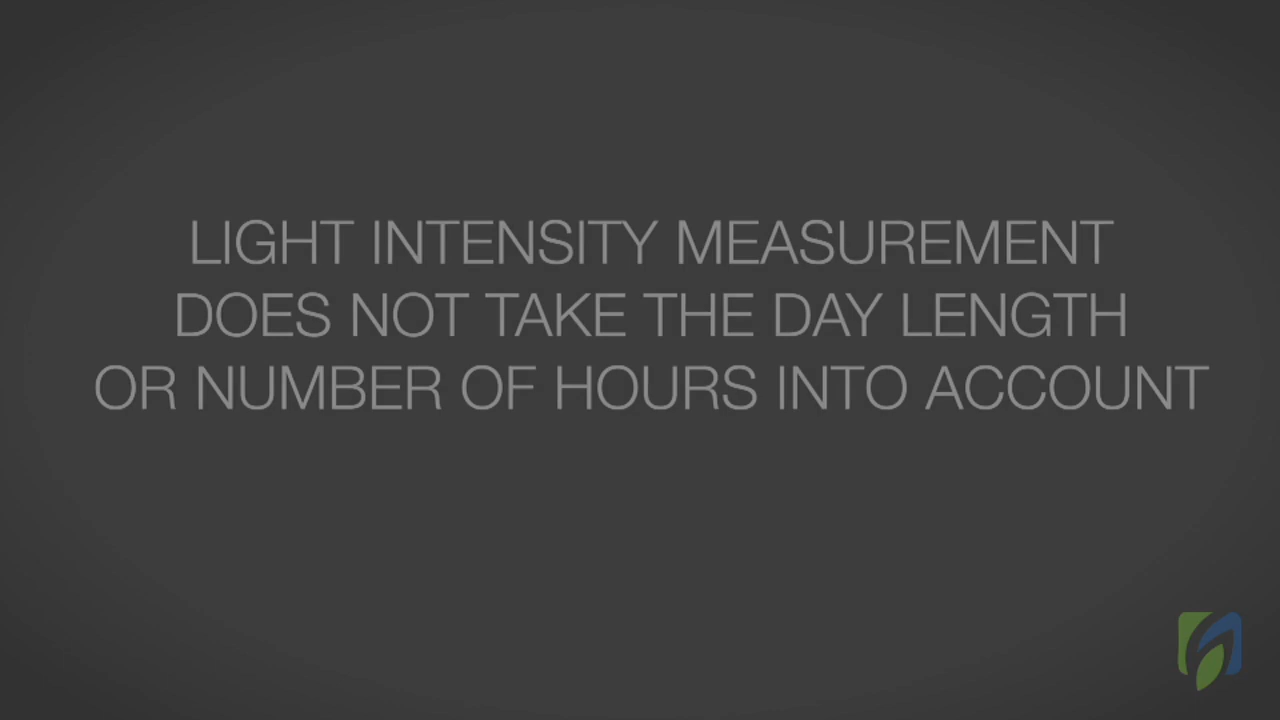 LIGHT INTENSITY MEASUREMENT
DOES NOT TAKE THE DAY LENGTH
OR NUMBER OF HOURS INTO ACCOUNT